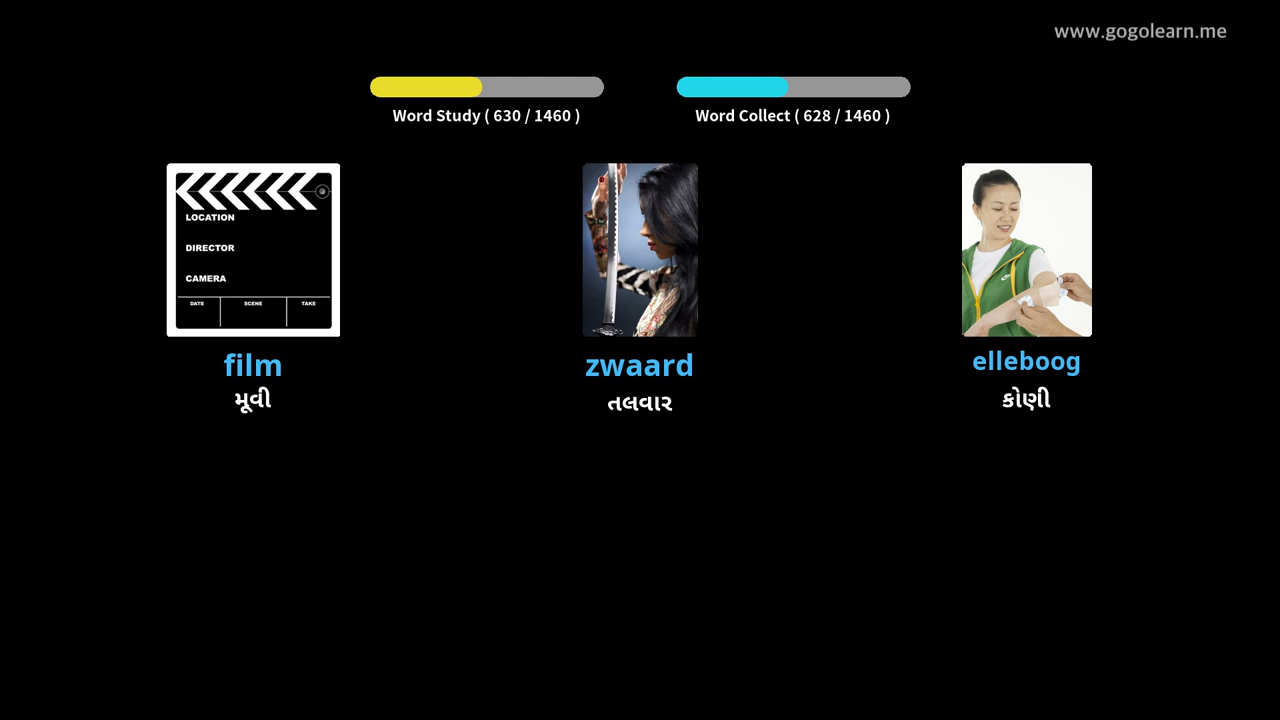 www.gogolearn.me
Word Study ( 630 / 1460 )
Word Collect ( 628 / 1460 )
LOCATION
DIRECTOR
CAMERA
DATE SCENE TAKE
film
zwaard
elleboog
મૂવી
તલવાર
કોણી